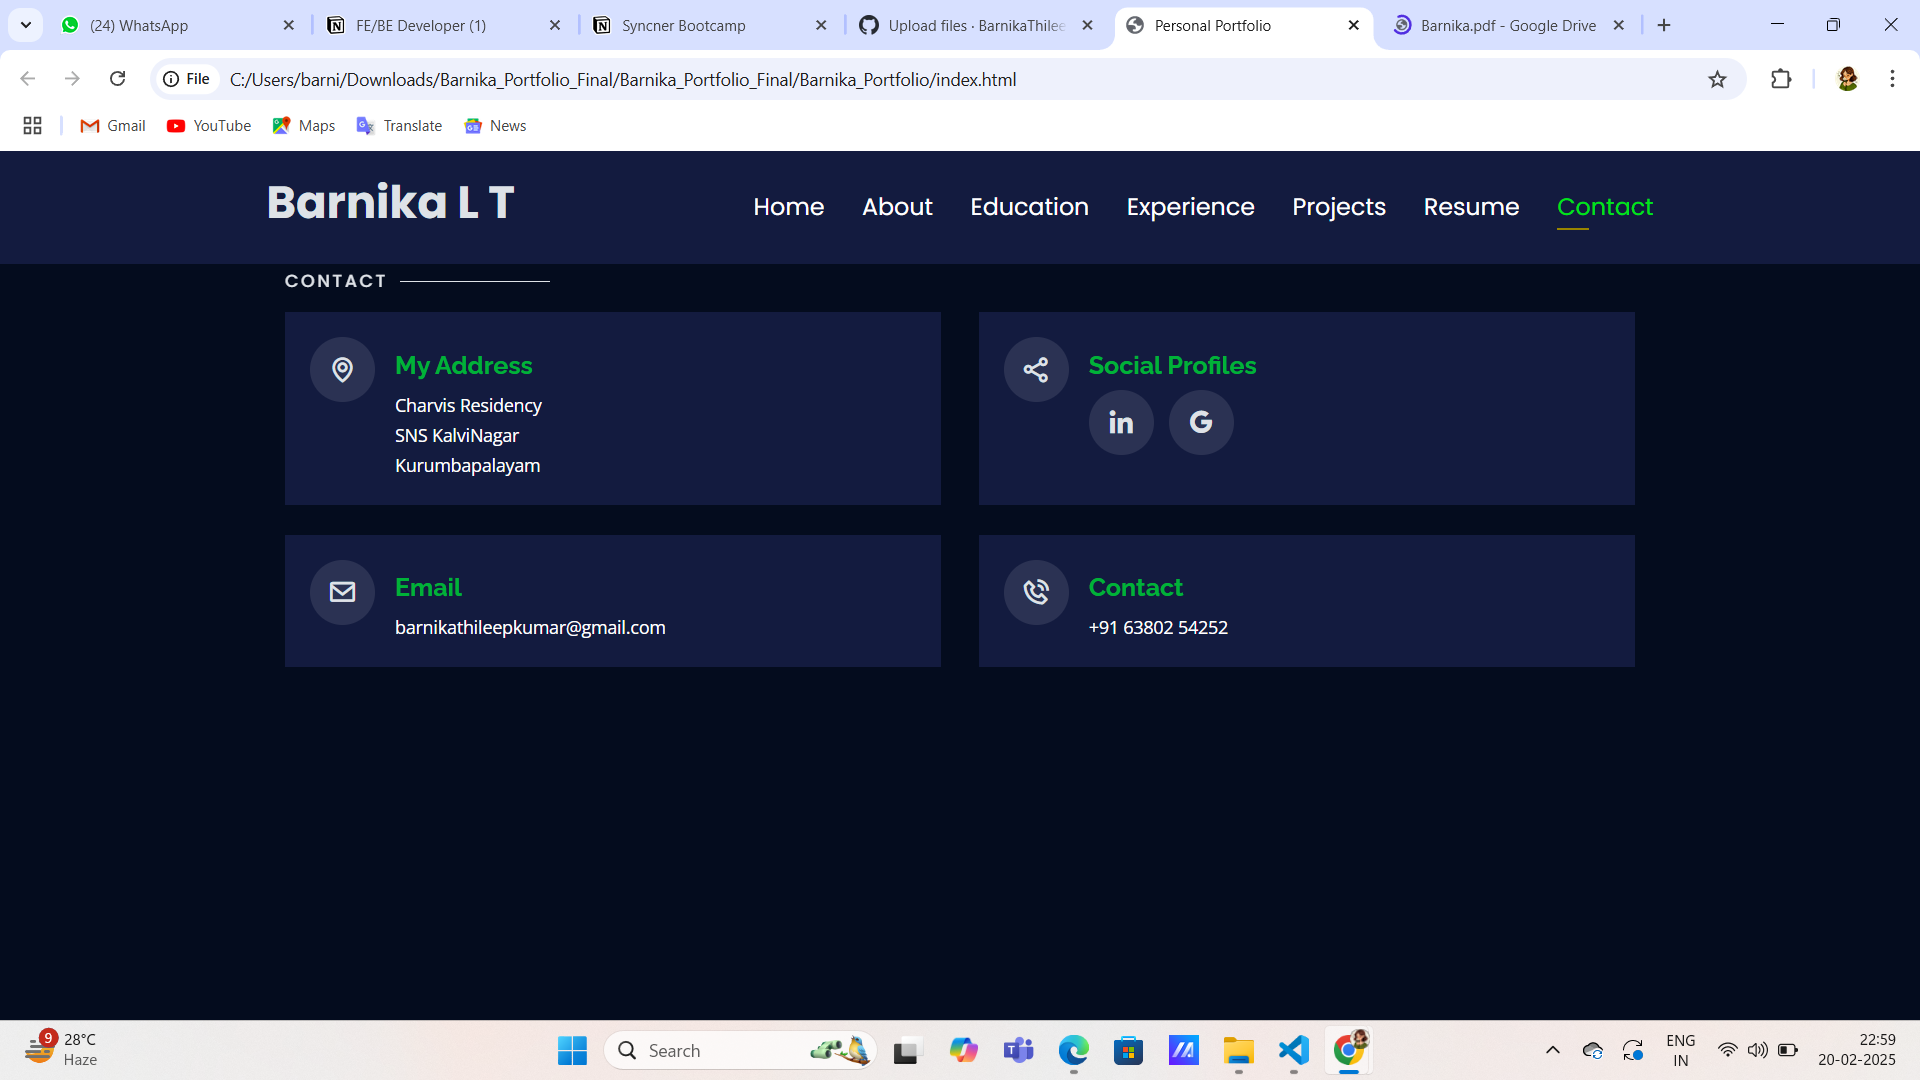 (24) WhatsApp
FE/BE Developer (1)
Syncner Bootcamp
Upload files · BarnikaThilee
Personal Portfolio
Barnika.pdf - Google Drive
File
C:/Users/barni/Downloads/Barnika_Portfolio_Final/Barnika_Portfolio_Final/Barnika_Portfolio/index.html
Gmail
YouTube
Maps
Translate
News
Barnika L T
Home
About
Education
Experience
Projects
Resume
Contact
CONTACT
My Address
Charvis Residency
SNS KalviNagar
Kurumbapalayam
Social Profiles
in
G
Email
barnikathileepkumar@gmail.com
Contact
+91 63802 54252
9
28°C
Haze
Search
ENG
IN
22:59
20-02-2025